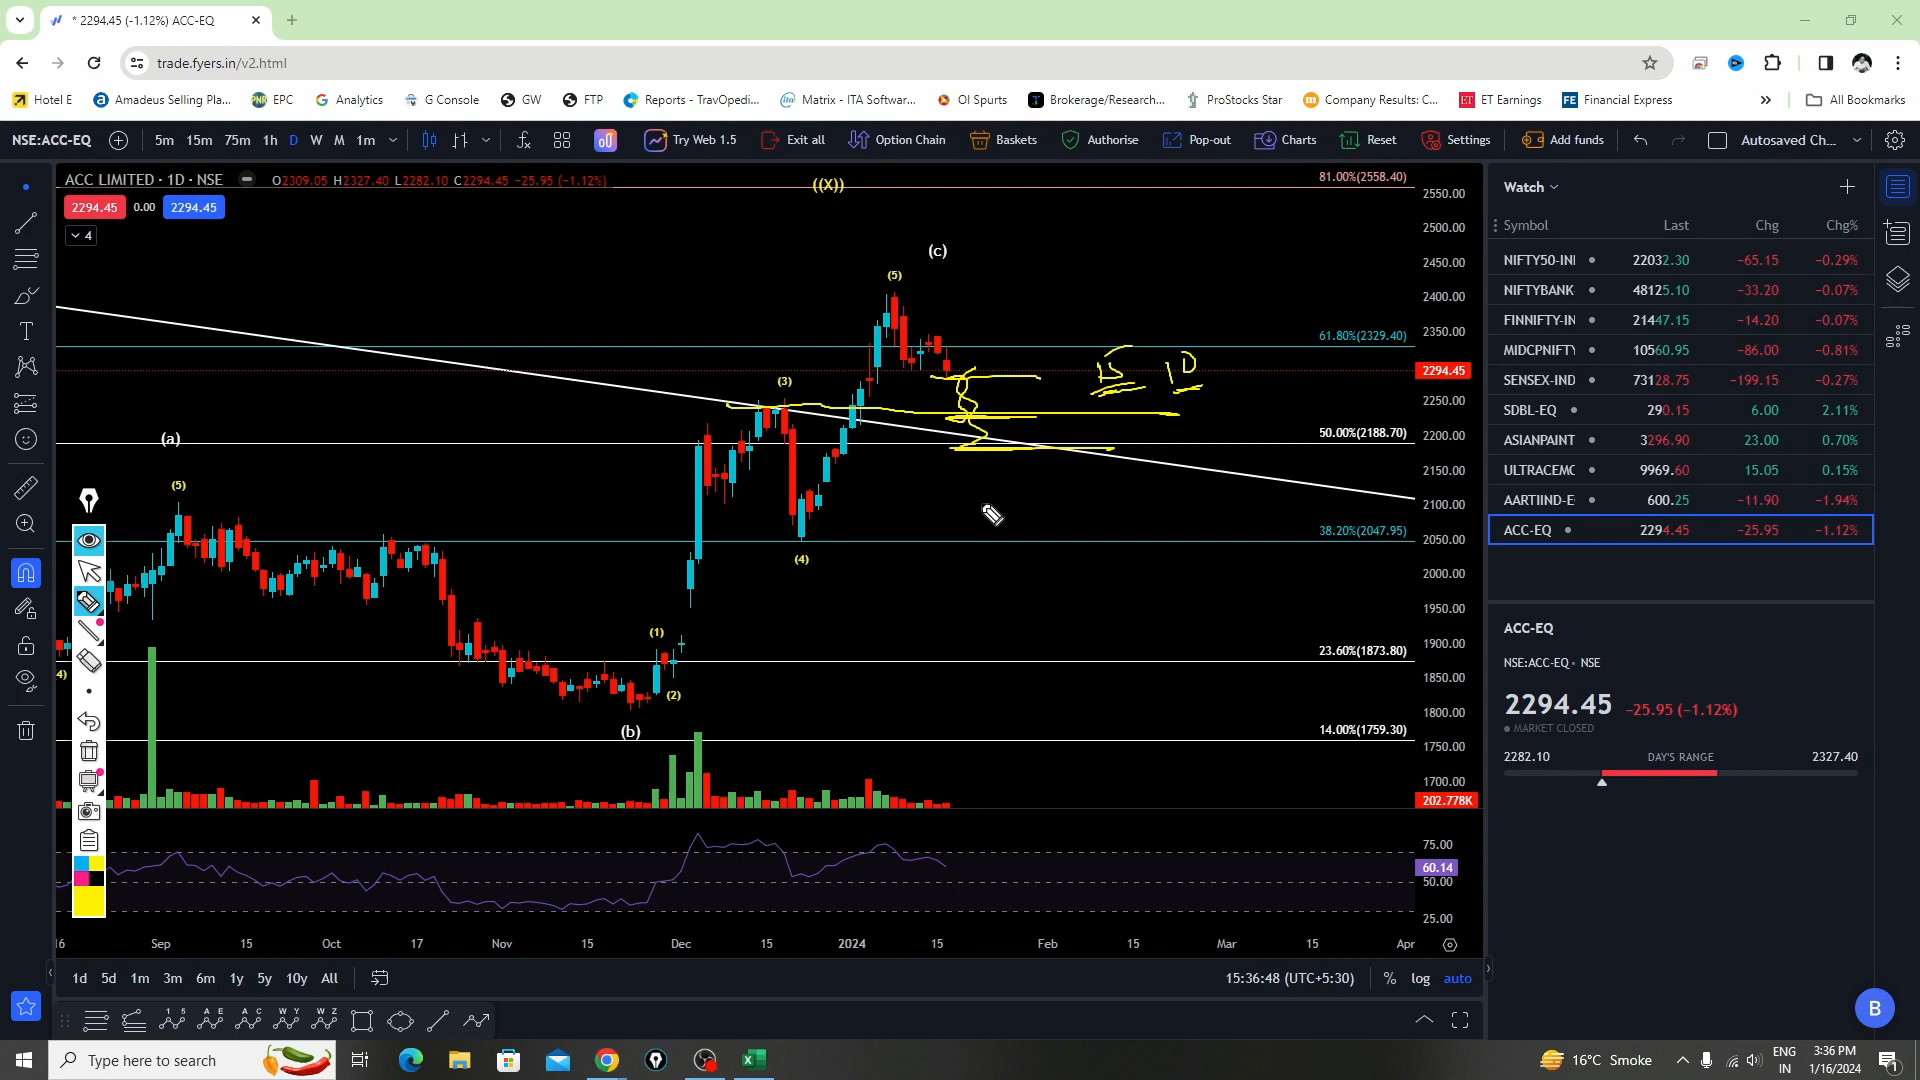 * 2294.45 (-1.12%) ACC-EQ
trade.fyers.in/v2.html
Hotel E
Amadeus Selling Pla...
PNR EPC
Analytics
G Console
GW
FTP
Reports - TravOpedi...
ita Matrix - ITA Softwar...
OI Spurts
Brokerage/Research...
ProStocks Star
Company Results: C...
ET ET Earnings
FE Financial Express
All Bookmarks
NSE:ACC-EQ 5m 15m 75m 1h D W M 1m
Try Web 1.5
Exit all
Option Chain
Baskets
Authorise
Pop-out
Charts
Reset
Settings
Add funds
Autosaved Ch...
ACC LIMITED · 1D · NSE O2309.05 H2327.40 L2282.10 C2294.45 -25.95 (-1.12%)
2294.45 0.00 2294.45
4
((X))
81.00%(2558.40)
(c)
(5)
61.80%(2329.40)
(3)
15 1D
50.00%(2188.70)
(a)
(5)
38.20%(2047.95)
(4)
(1)
23.60%(1873.80)
4)
(2)
(b)
14.00%(1759.30)
2550.00
2500.00
2450.00
2400.00
2350.00
2294.45
2250.00
2200.00
2150.00
2100.00
2050.00
2000.00
1950.00
1900.00
1850.00
1800.00
1750.00
1700.00
202.778K
75.00
60.14
50.00
25.00
16 Sep 15 Oct 17 Nov 15 Dec 15 2024 15 Feb 15 Mar 15 Apr
1d 5d 1m 3m 6m 1y 5y 10y All
15:36:48 (UTC+5:30) % log auto
1 5
A E
A C
W Y
W Z
Watch
Symbol Last Chg Chg%
NIFTY50-INI 22032.30 -65.15 -0.29%
NIFTYBANK 48125.10 -33.20 -0.07%
FINNIFTY-IN 21447.15 -14.20 -0.07%
MIDCPNIFTY 10560.95 -86.00 -0.81%
SENSEX-IND 73128.75 -199.15 -0.27%
SDBL-EQ 290.15 6.00 2.11%
ASIANPAINT 3296.90 23.00 0.70%
ULTRACEMC 9969.60 15.05 0.15%
AARTIIND-E 600.25 -11.90 -1.94%
ACC-EQ 2294.45 -25.95 -1.12%
ACC-EQ
NSE:ACC-EQ • NSE
2294.45 -25.95 (-1.12%)
MARKET CLOSED
2282.10 DAY'S RANGE 2327.40
B
Type here to search
16°C Smoke
ENG
IN
3:36 PM
1/16/2024
1